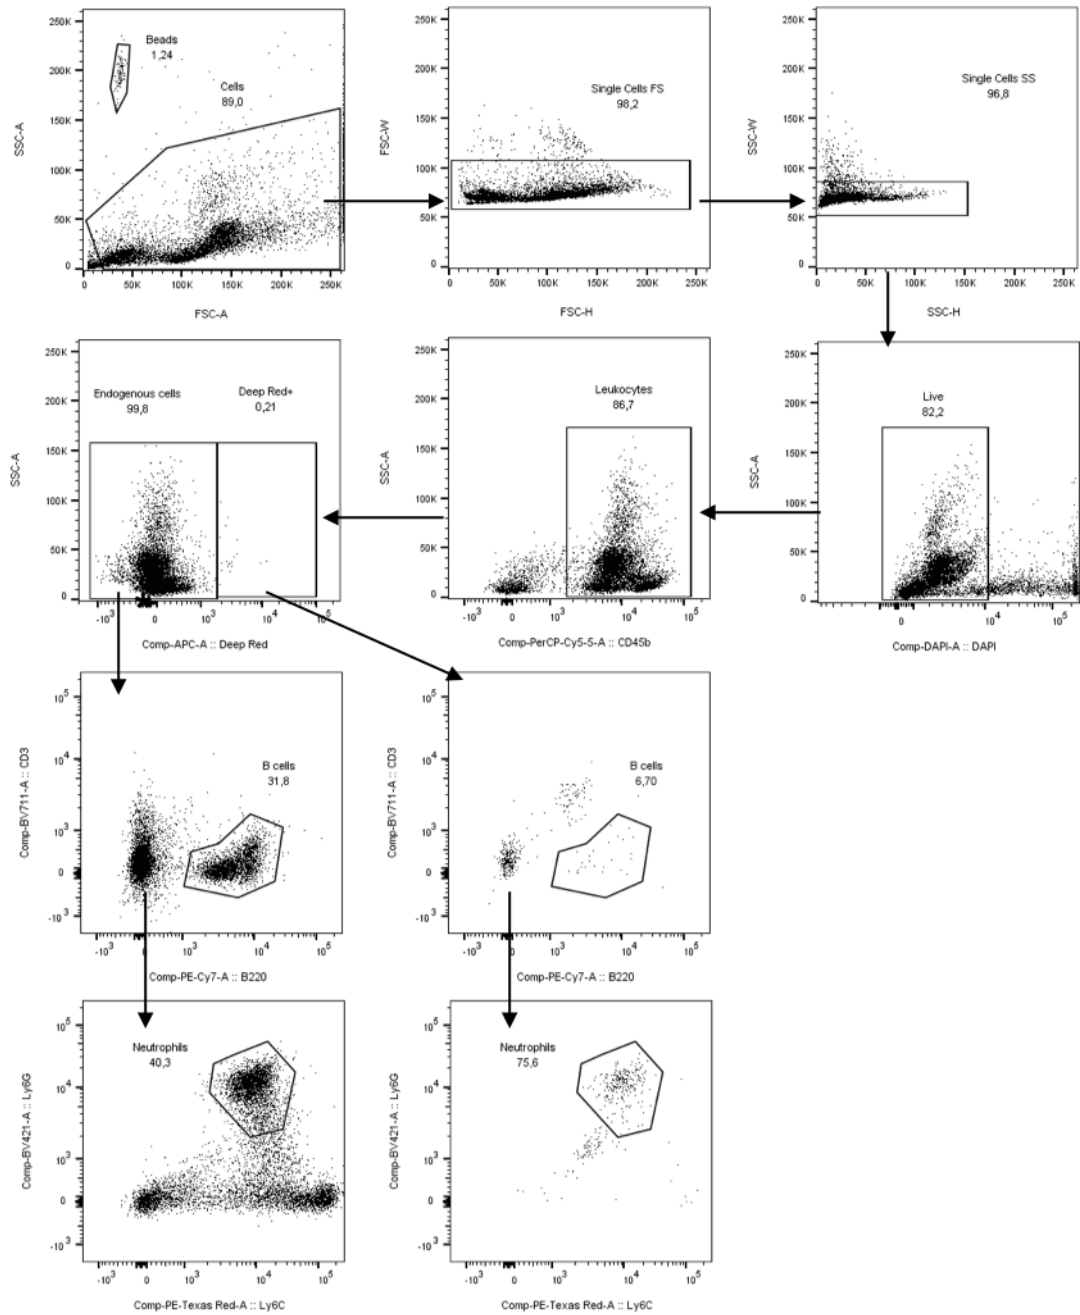 250K
200K
150K
100K
50K
0
SSC-A
Beads
1,24
Cells
89,0
0 50K 100K 150K 200K 250K
FSC-A
250K
200K
150K
100K
50K
0
FSC-W
Single Cells FS
98,2
0 50K 100K 150K 200K 250K
FSC-H
250K
200K
150K
100K
50K
0
SSC-W
Single Cells SS
96,8
0 50K 100K 150K 200K 250K
SSC-H
250K
200K
150K
100K
50K
0
SSC-A
Endogenous cells
99,8
Deep Red+
0,21
-10³ 0 10³ 10⁴ 10⁵
Comp-APC-A :: Deep Red
250K
200K
150K
100K
50K
0
SSC-A
Leukocytes
86,7
-10³ 0 10³ 10⁴ 10⁵
Comp-PerCP-Cy5-5-A :: CD45b
250K
200K
150K
100K
50K
0
SSC-A
Live
82,2
0 10⁴ 10⁵
Comp-DAPI-A :: DAPI
10⁵
10⁴
10³
0
-10³
Comp-BV711-A :: CD3
B cells
31,8
-10³ 0 10³ 10⁴ 10⁵
Comp-PE-Cy7-A :: B220
10⁵
10⁴
10³
0
-10³
Comp-BV711-A :: CD3
B cells
6,70
-10³ 0 10³ 10⁴ 10⁵
Comp-PE-Cy7-A :: B220
10⁵
10⁴
10³
0
-10³
Comp-BV421-A :: Ly6G
Neutrophils
40,3
-10³ 0 10³ 10⁴ 10⁵
Comp-PE-Texas Red-A :: Ly6C
10⁵
10⁴
10³
0
-10³
Comp-BV421-A :: Ly6G
Neutrophils
75,6
-10³ 0 10³ 10⁴ 10⁵
Comp-PE-Texas Red-A :: Ly6C